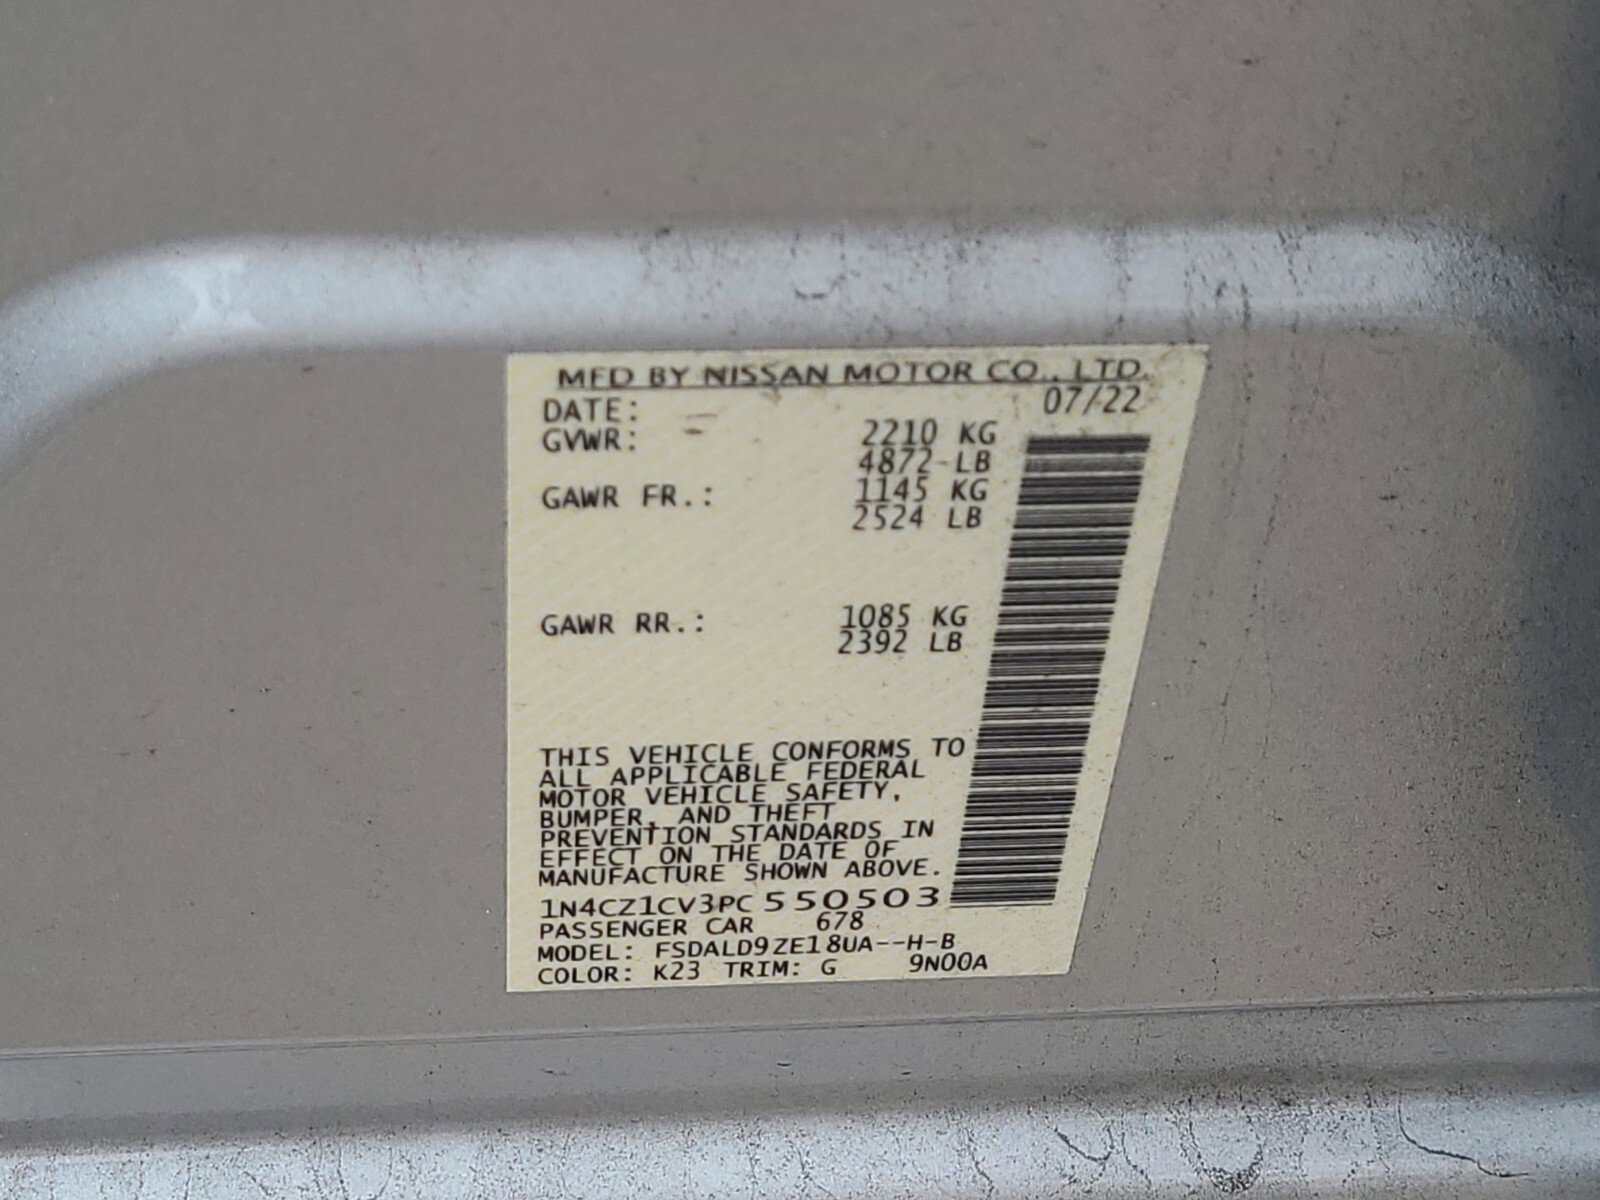 MFD BY NISSAN MOTOR CO., LTD.
DATE: 07/22
GVWR: 2210 KG
4872 LB
GAWR FR.: 1145 KG
2524 LB
GAWR RR.: 1085 KG
2392 LB
THIS VEHICLE CONFORMS TO
ALL APPLICABLE FEDERAL
MOTOR VEHICLE SAFETY,
BUMPER, AND THEFT
PREVENTION STANDARDS IN
EFFECT ON THE DATE OF
MANUFACTURE SHOWN ABOVE.
1N4CZ1CV3PC550503
PASSENGER CAR 678
MODEL: FSDALD9ZE18UA--H-B
COLOR: K23 TRIM: G 9N00A